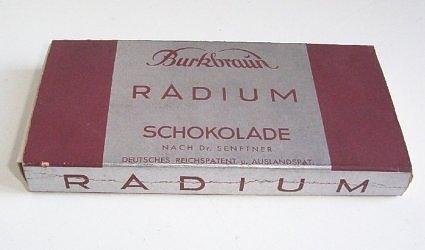 Burkbraun
RADIUM
SCHOKOLADE
NACH Dr. SENFTNER
DEUTSCHES REICHSPATENT u. AUSLANDSPAT.
RADIUM